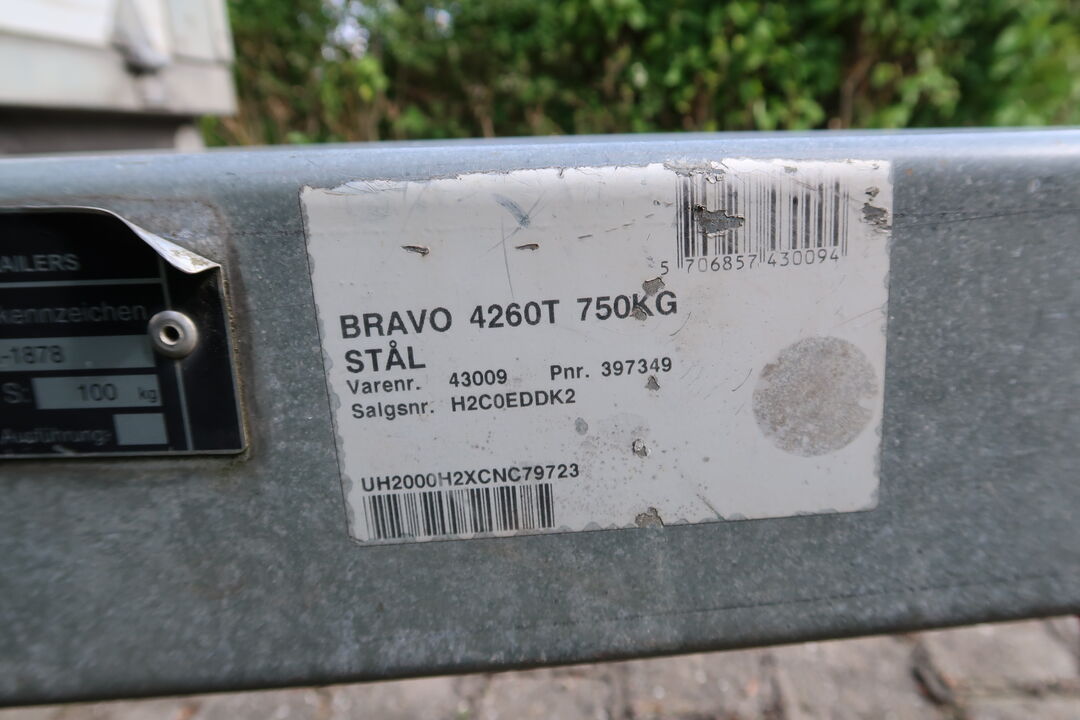 AILERS
kennzeichen
-1878
S: 100 kg
Ausführung:
5 706857 430094
BRAVO 4260T 750KG
STÅL
Varenr. 43009 Pnr. 397349
Salgsnr. H2C0EDDK2
UH2000H2XCNC79723